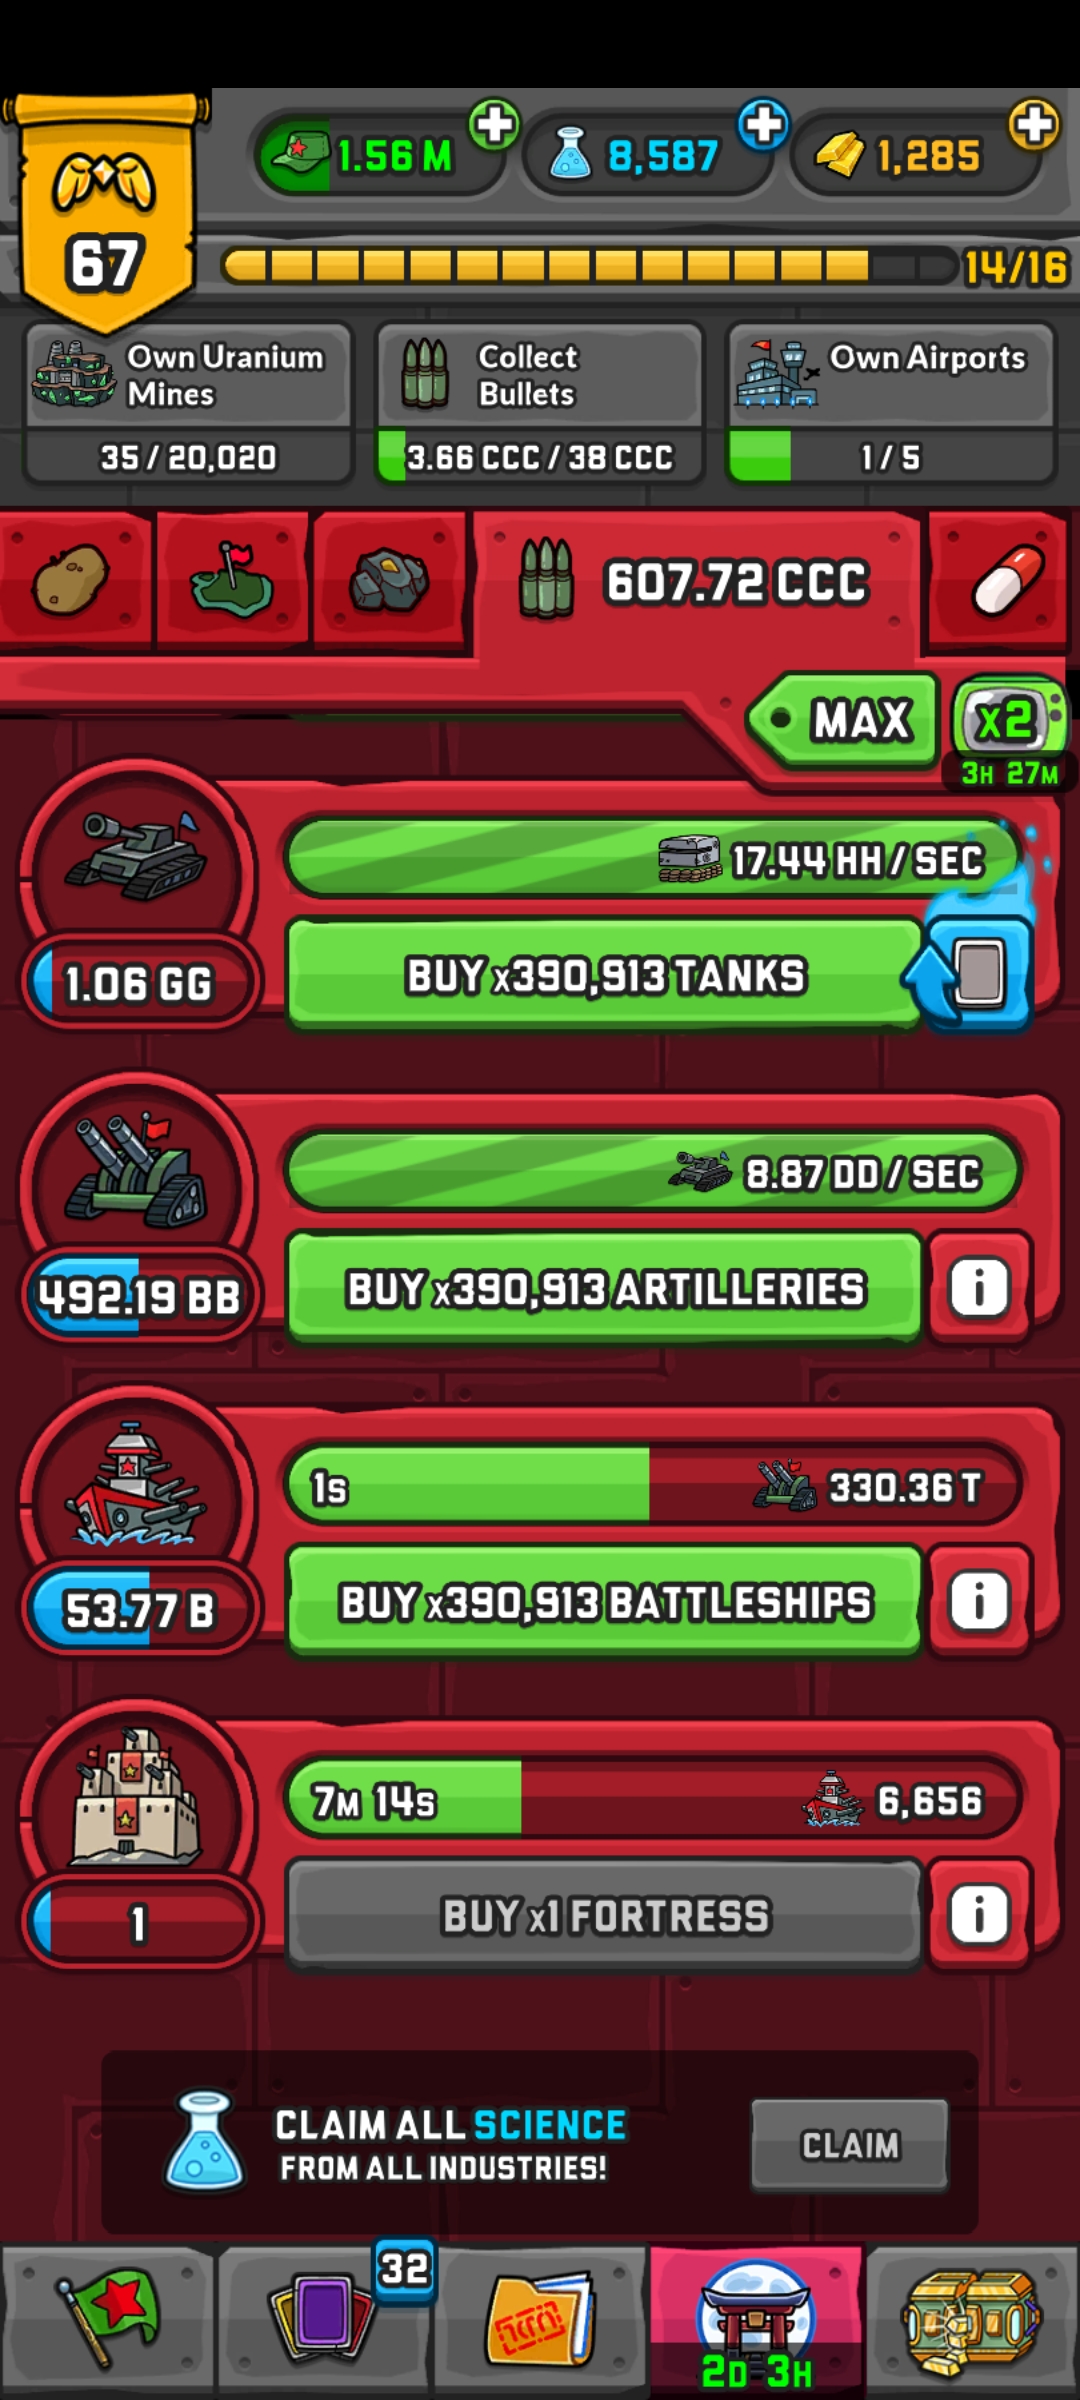 67
1.56 M
8,587
1,285
14/16
Own Uranium
Mines
35 / 20,020
Collect
Bullets
3.66 CCC / 38 CCC
Own Airports
1 / 5
607.72 CCC
MAX
x2
3H 27M
17.44 HH / SEC
1.06 GG
BUY x390,913 TANKS
8.87 DD / SEC
492.19 BB
BUY x390,913 ARTILLERIES
1S
330.36 T
53.77 B
BUY x390,913 BATTLESHIPS
7M 14S
6,656
1
BUY x1 FORTRESS
CLAIM ALL SCIENCE
FROM ALL INDUSTRIES!
CLAIM
32
2D 3H